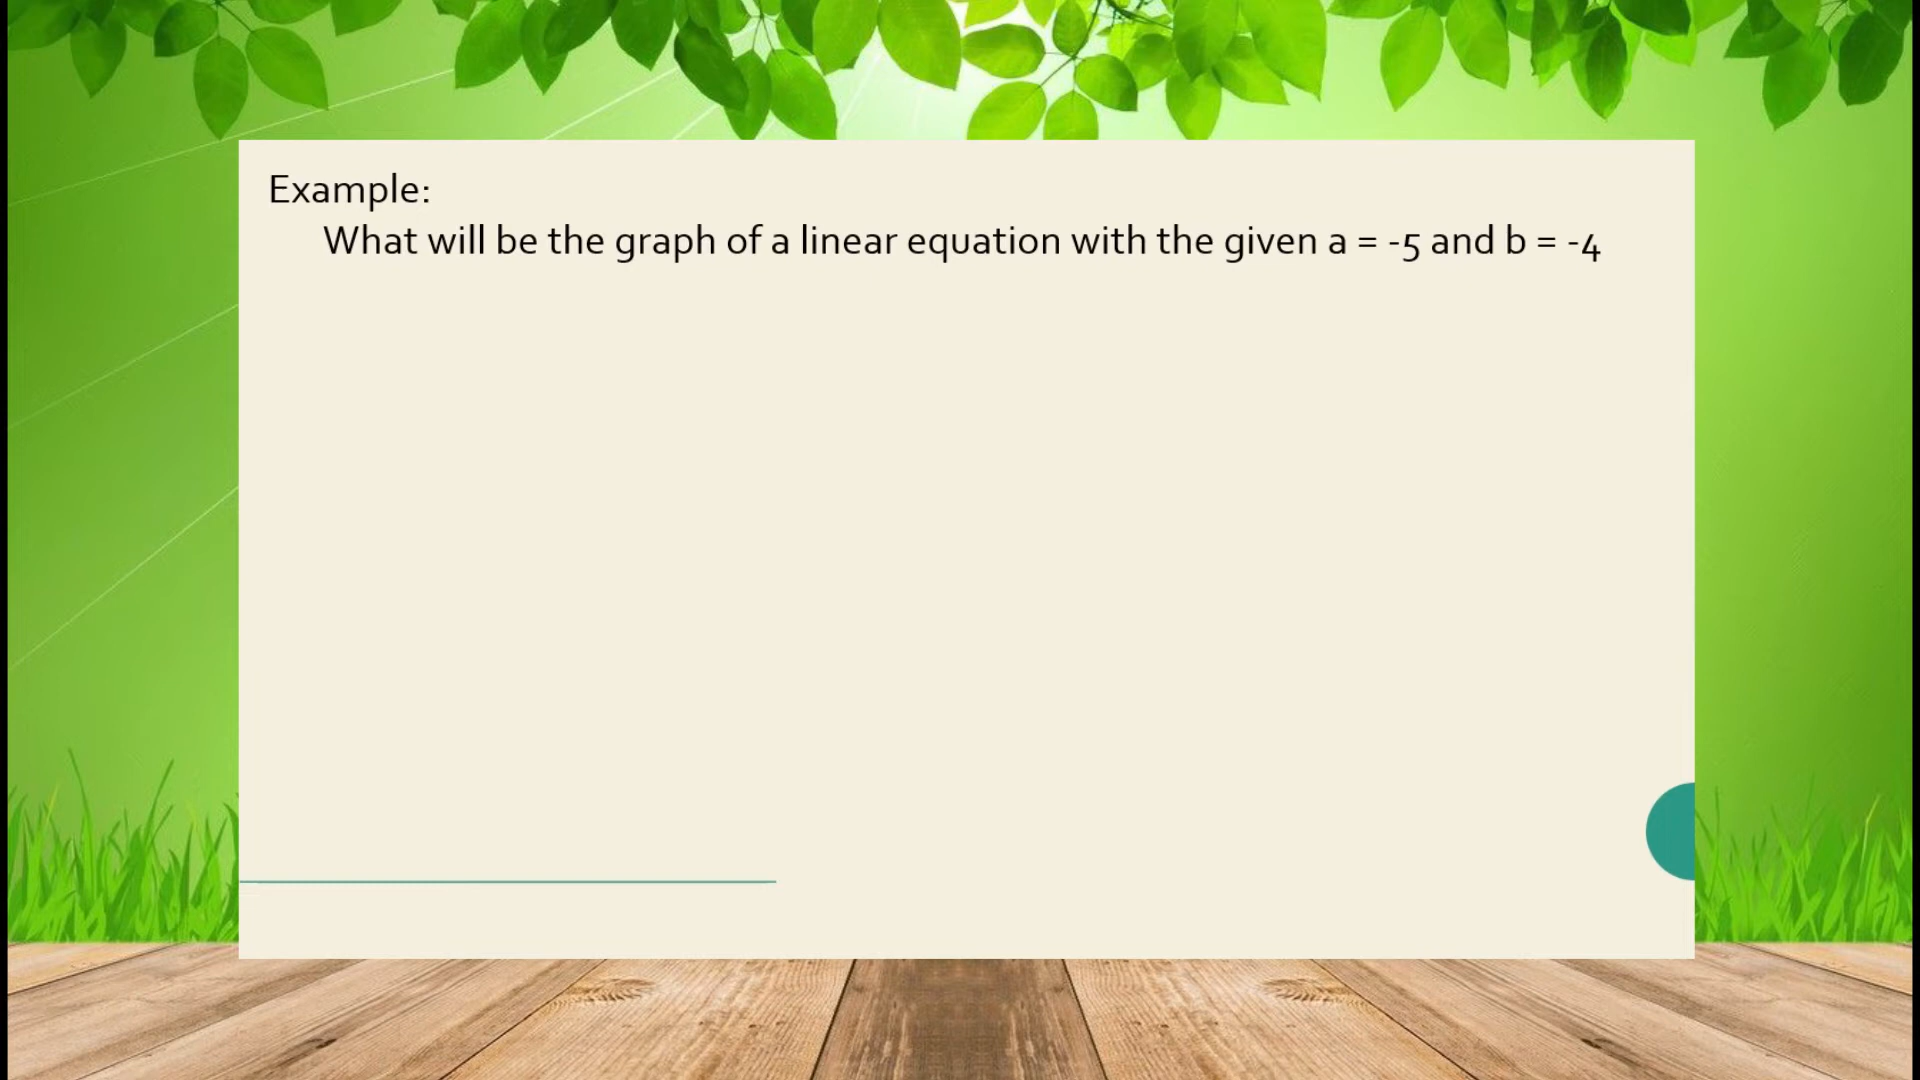 Example:
What will be the graph of a linear equation with the given a = -5 and b = -4